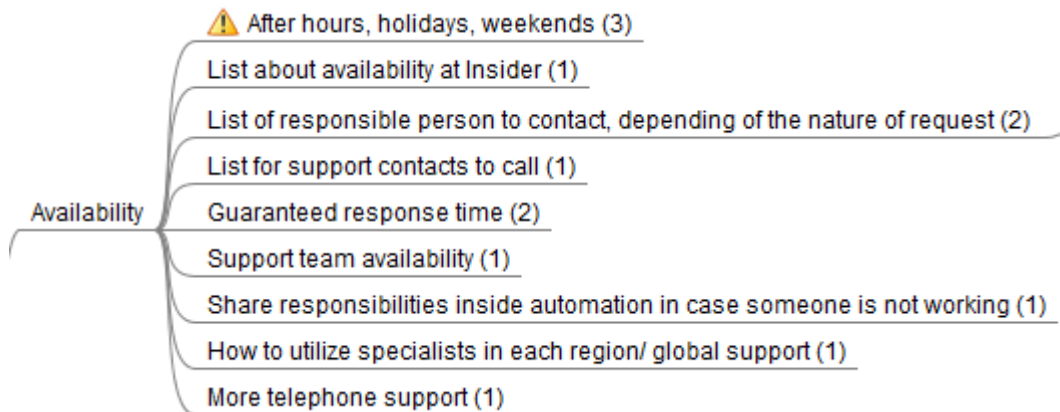 After hours, holidays, weekends (3)
List about availability at Insider (1)
List of responsible person to contact, depending of the nature of request (2)
List for support contacts to call (1)
Availability
Guaranteed response time (2)
Support team availability (1)
Share responsibilities inside automation in case someone is not working (1)
How to utilize specialists in each region/ global support (1)
More telephone support (1)